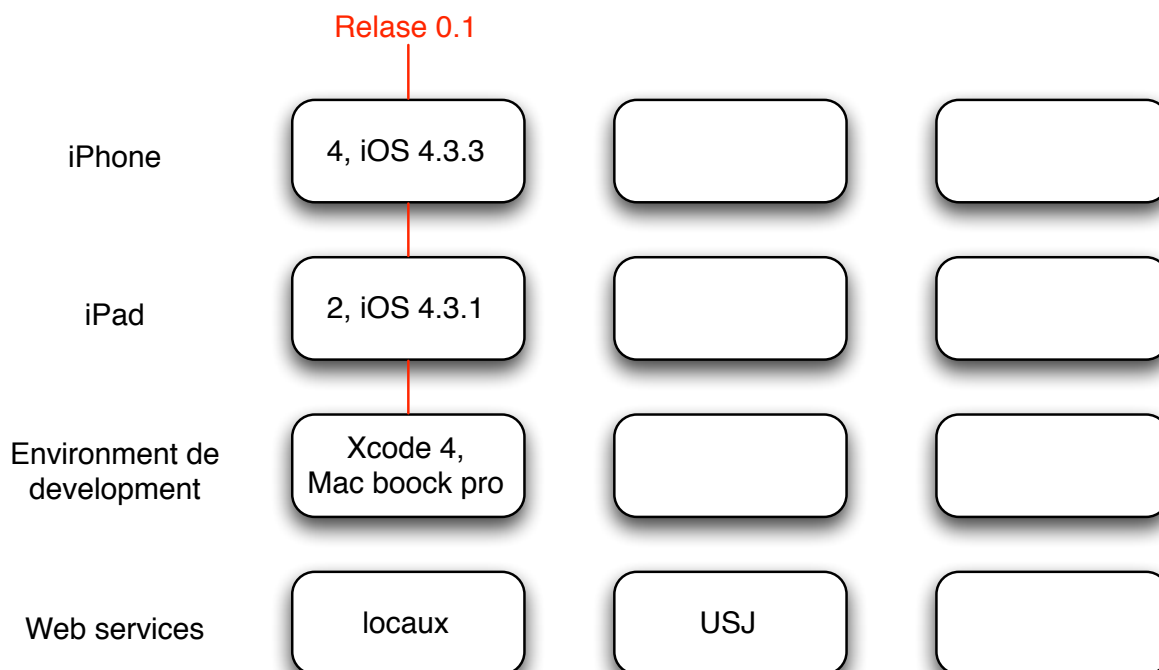 Relase 0.1
iPhone
4, iOS 4.3.3
iPad
2, iOS 4.3.1
Environment de
development
Xcode 4,
Mac boock pro
Web services
locaux
USJ